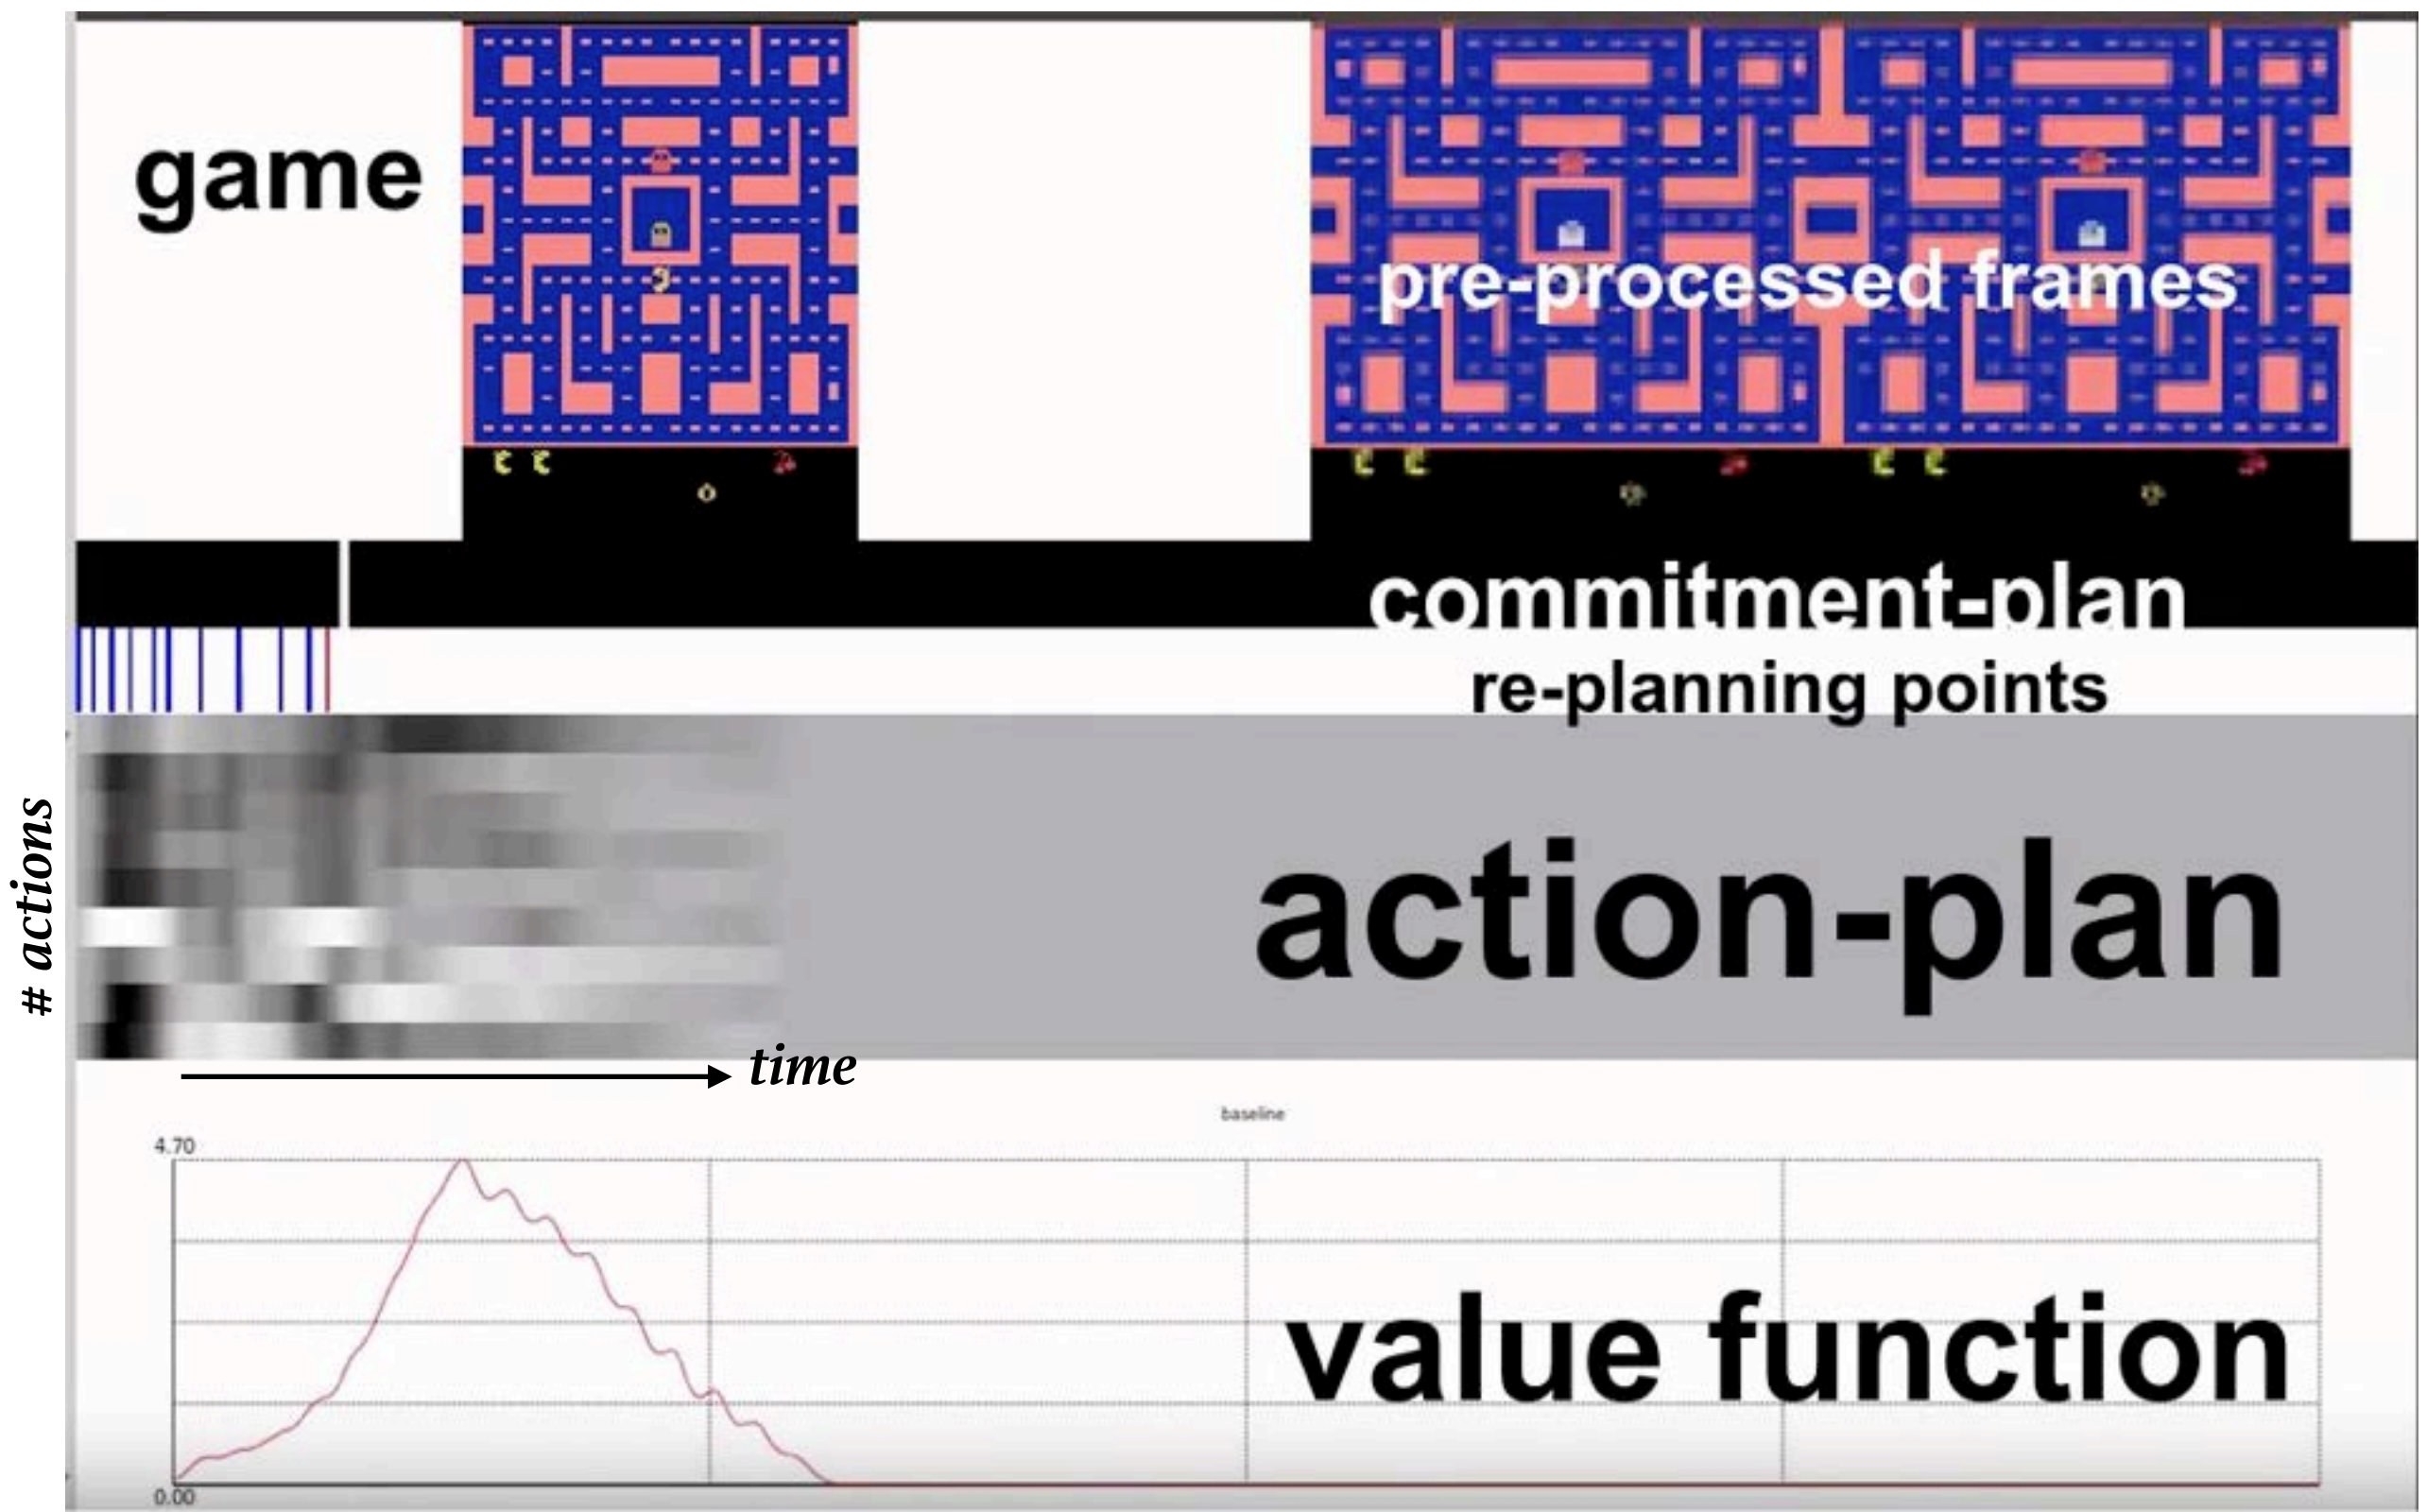 game
pre-processed frames
commitment-plan
re-planning points
# actions
action-plan
time
baseline
4.70
value function
0.00